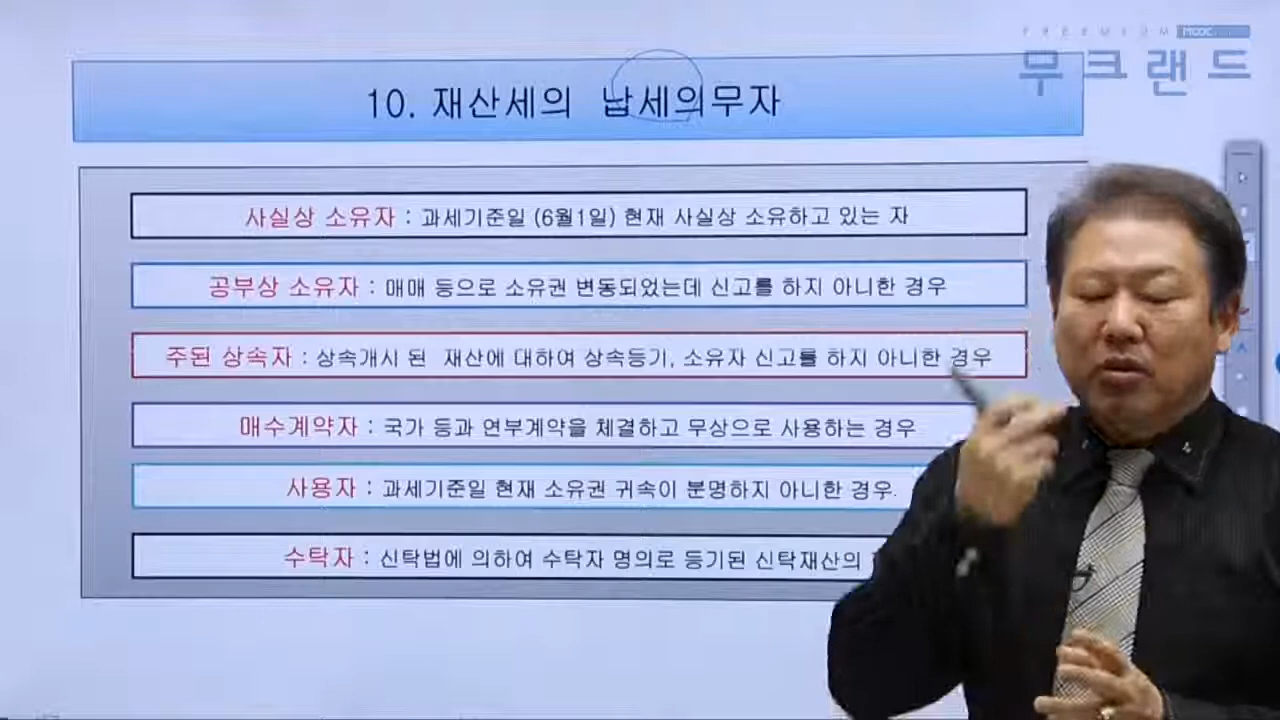 FREEMIUM MOOC
무크랜드
10. 재산세의 납세의무자
사실상 소유자 : 과세기준일 (6월1일) 현재 사실상 소유하고 있는 자
공부상 소유자 : 매매 등으로 소유권 변동되었는데 신고를 하지 아니한 경우
주된 상속자 : 상속개시 된 재산에 대하여 상속등기, 소유자 신고를 하지 아니한 경우
매수계약자 : 국가 등과 연부계약을 체결하고 무상으로 사용하는 경우
사용자 : 과세기준일 현재 소유권 귀속이 분명하지 아니한 경우.
수탁자 : 신탁법에 의하여 수탁자 명의로 등기된 신탁재산의